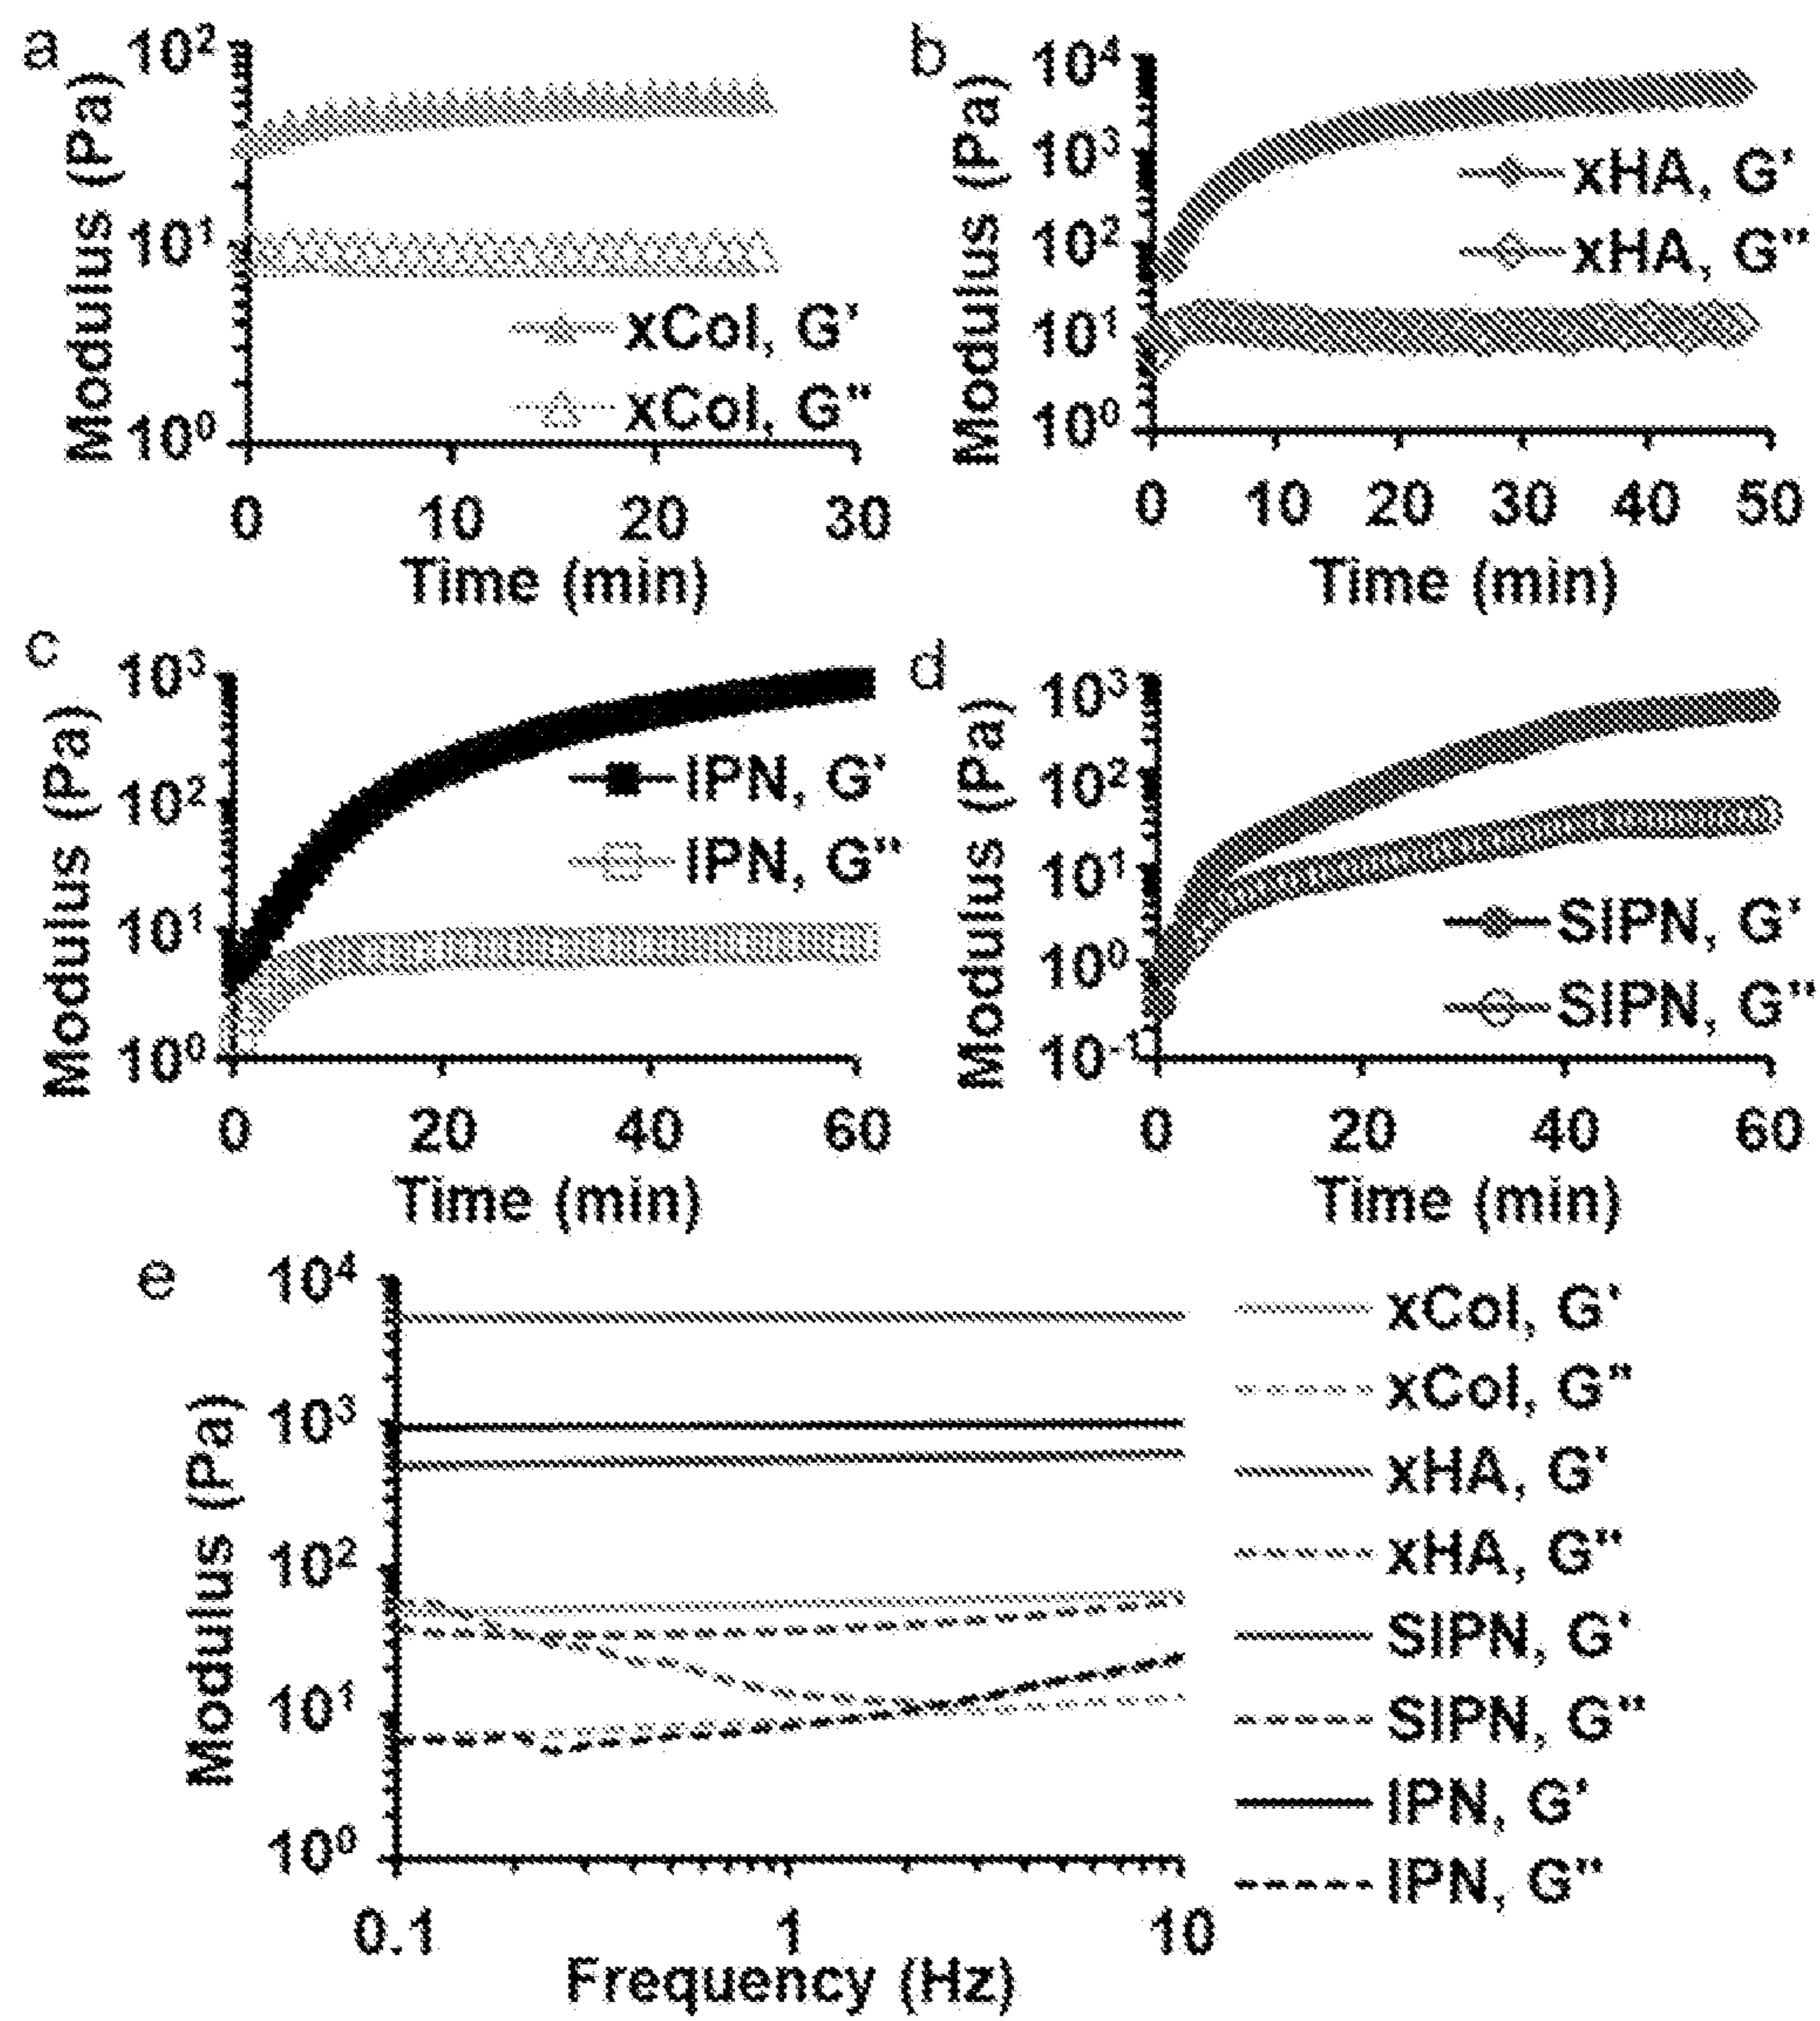 a
Modulus (Pa)
10²
10¹
10⁰
xCol, G'
xCol, G"
0 10 20 30
Time (min)
b
Modulus (Pa)
10⁴
10³
10²
10¹
10⁰
xHA, G'
xHA, G"
0 10 20 30 40 50
Time (min)
c
Modulus (Pa)
10³
10²
10¹
10⁰
IPN, G'
IPN, G"
0 20 40 60
Time (min)
d
Modulus (Pa)
10³
10²
10¹
10⁰
10⁻¹
SIPN, G'
SIPN, G"
0 20 40 60
Time (min)
e
Modulus (Pa)
10⁴
10³
10²
10¹
10⁰
0.1 1 10
Frequency (Hz)
xCol, G'
xCol, G"
xHA, G'
xHA, G"
SIPN, G'
SIPN, G"
IPN, G'
IPN, G"